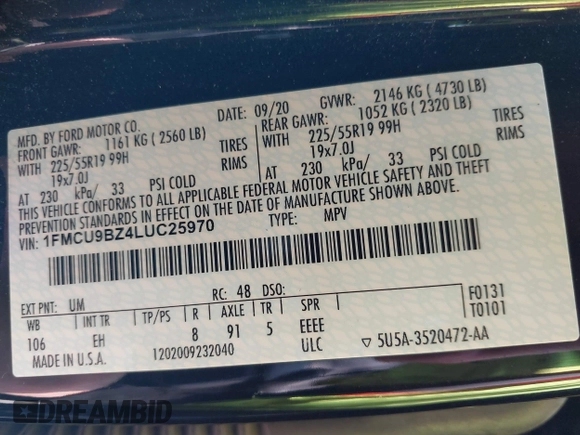 MFD. BY FORD MOTOR CO. DATE: 09/20 GVWR: 2146 KG ( 4730 LB)
FRONT GAWR: 1161 KG ( 2560 LB) REAR GAWR: 1052 KG ( 2320 LB)
WITH 225/55R19 99H TIRES WITH 225/55R19 99H TIRES
19x7.0J RIMS 19x7.0J RIMS
AT 230 kPa/ 33 PSI COLD AT 230 kPa/ 33 PSI COLD
THIS VEHICLE CONFORMS TO ALL APPLICABLE FEDERAL MOTOR VEHICLE SAFETY AND THEFT
PREVENTION STANDARDS IN EFFECT ON THE DATE OF MANUFACTURE SHOWN ABOVE.
VIN: 1FMCU9BZ4LUC25970 TYPE: MPV
EXT PNT: UM RC: 48 DSO: F0131
WB INT TR TP/PS R AXLE TR SPR T0101
106 EH 8 91 5 EEEE
MADE IN U.S.A. 1202009232040 ULC ▽ 5U5A-3520472-AA
DREAMBID